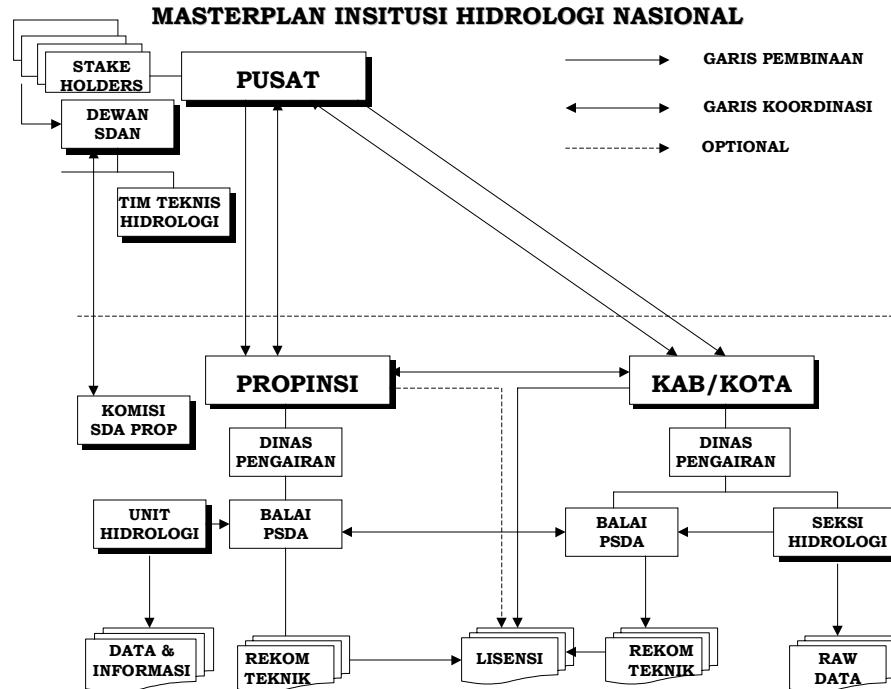 MASTERPLAN INSITUSI HIDROLOGI NASIONAL
STAKE
HOLDERS
PUSAT
GARIS PEMBINAAN
GARIS KOORDINASI
OPTIONAL
DEWAN
SDAN
TIM TEKNIS
HIDROLOGI
PROPINSI
KAB/KOTA
KOMISI
SDA PROP
DINAS
PENGAIRAN
DINAS
PENGAIRAN
UNIT
HIDROLOGI
BALAI
PSDA
BALAI
PSDA
SEKSI
HIDROLOGI
DATA &
INFORMASI
REKOM
TEKNIK
LISENSI
REKOM
TEKNIK
RAW
DATA